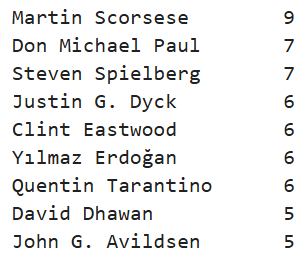 Martin Scorsese 9
Don Michael Paul 7
Steven Spielberg 7
Justin G. Dyck 6
Clint Eastwood 6
Yılmaz Erdoğan 6
Quentin Tarantino 6
David Dhawan 5
John G. Avildsen 5